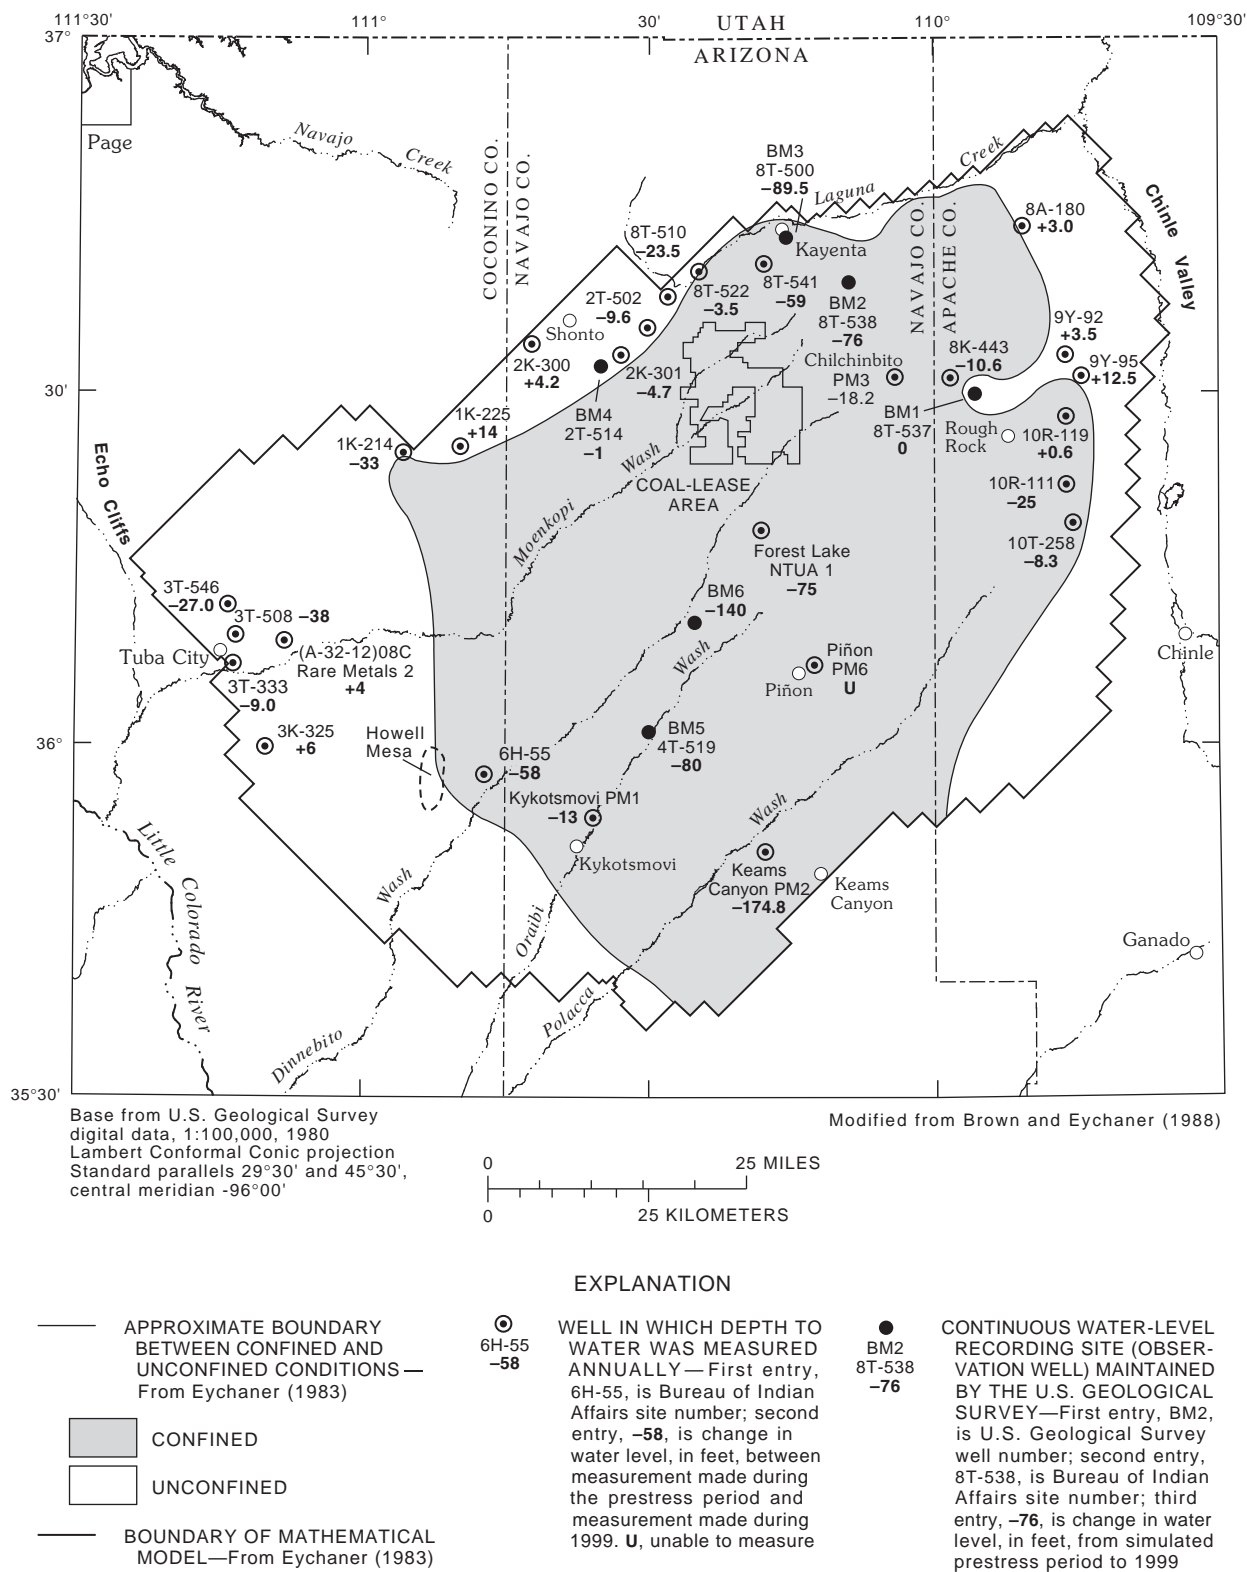 111°30'
111°
30'
UTAH
110°
109°30'
37°
ARIZONA
Page
Navajo
Creek
COCONINO CO.
NAVAJO CO.
BM3
8T-500
–89.5
Laguna
Creek
Kayenta
8A-180
+3.0
Chinle Valley
8T-510
–23.5
8T-541
–59
8T-522
–3.5
BM2
8T-538
–76
NAVAJO CO.
APACHE CO.
2T-502
–9.6
Shonto
2K-300
+4.2
2K-301
–4.7
BM4
2T-514
–1
Chilchinbito
PM3
–18.2
8K-443
–10.6
9Y-92
+3.5
9Y-95
+12.5
30'
BM1
8T-537
0
Rough
Rock
10R-119
+0.6
10R-111
–25
10T-258
–8.3
1K-225
+14
1K-214
–33
Echo Cliffs
Wash
Moenkopi
COAL-LEASE
AREA
Forest Lake
NTUA 1
–75
BM6
–140
Wash
3T-546
–27.0
3T-508 –38
(A-32-12)08C
Rare Metals 2
+4
Tuba City
3T-333
–9.0
3K-325
+6
Piñon
PM6
U
Piñon
Chinle
36°
Howell
Mesa
6H-55
–58
BM5
4T-519
–80
Kykotsmovi PM1
–13
Kykotsmovi
Wash
Keams
Canyon PM2
–174.8
Keams
Canyon
Little Colorado River
Wash
Dinnebito
Oraibi
Polacca
Ganado
35°30'
Base from U.S. Geological Survey
digital data, 1:100,000, 1980
Lambert Conformal Conic projection
Standard parallels 29°30' and 45°30',
central meridian -96°00'
Modified from Brown and Eychaner (1988)
0 25 MILES
0 25 KILOMETERS
EXPLANATION
APPROXIMATE BOUNDARY
BETWEEN CONFINED AND
UNCONFINED CONDITIONS—
From Eychaner (1983)
CONFINED
UNCONFINED
BOUNDARY OF MATHEMATICAL
MODEL—From Eychaner (1983)
6H-55
–58
WELL IN WHICH DEPTH TO
WATER WAS MEASURED
ANNUALLY—First entry,
6H-55, is Bureau of Indian
Affairs site number; second
entry, –58, is change in
water level, in feet, between
measurement made during
the prestress period and
measurement made during
1999. U, unable to measure
BM2
8T-538
–76
CONTINUOUS WATER-LEVEL
RECORDING SITE (OBSER-
VATION WELL) MAINTAINED
BY THE U.S. GEOLOGICAL
SURVEY—First entry, BM2,
is U.S. Geological Survey
well number; second entry,
8T-538, is Bureau of Indian
Affairs site number; third
entry, –76, is change in water
level, in feet, from simulated
prestress period to 1999